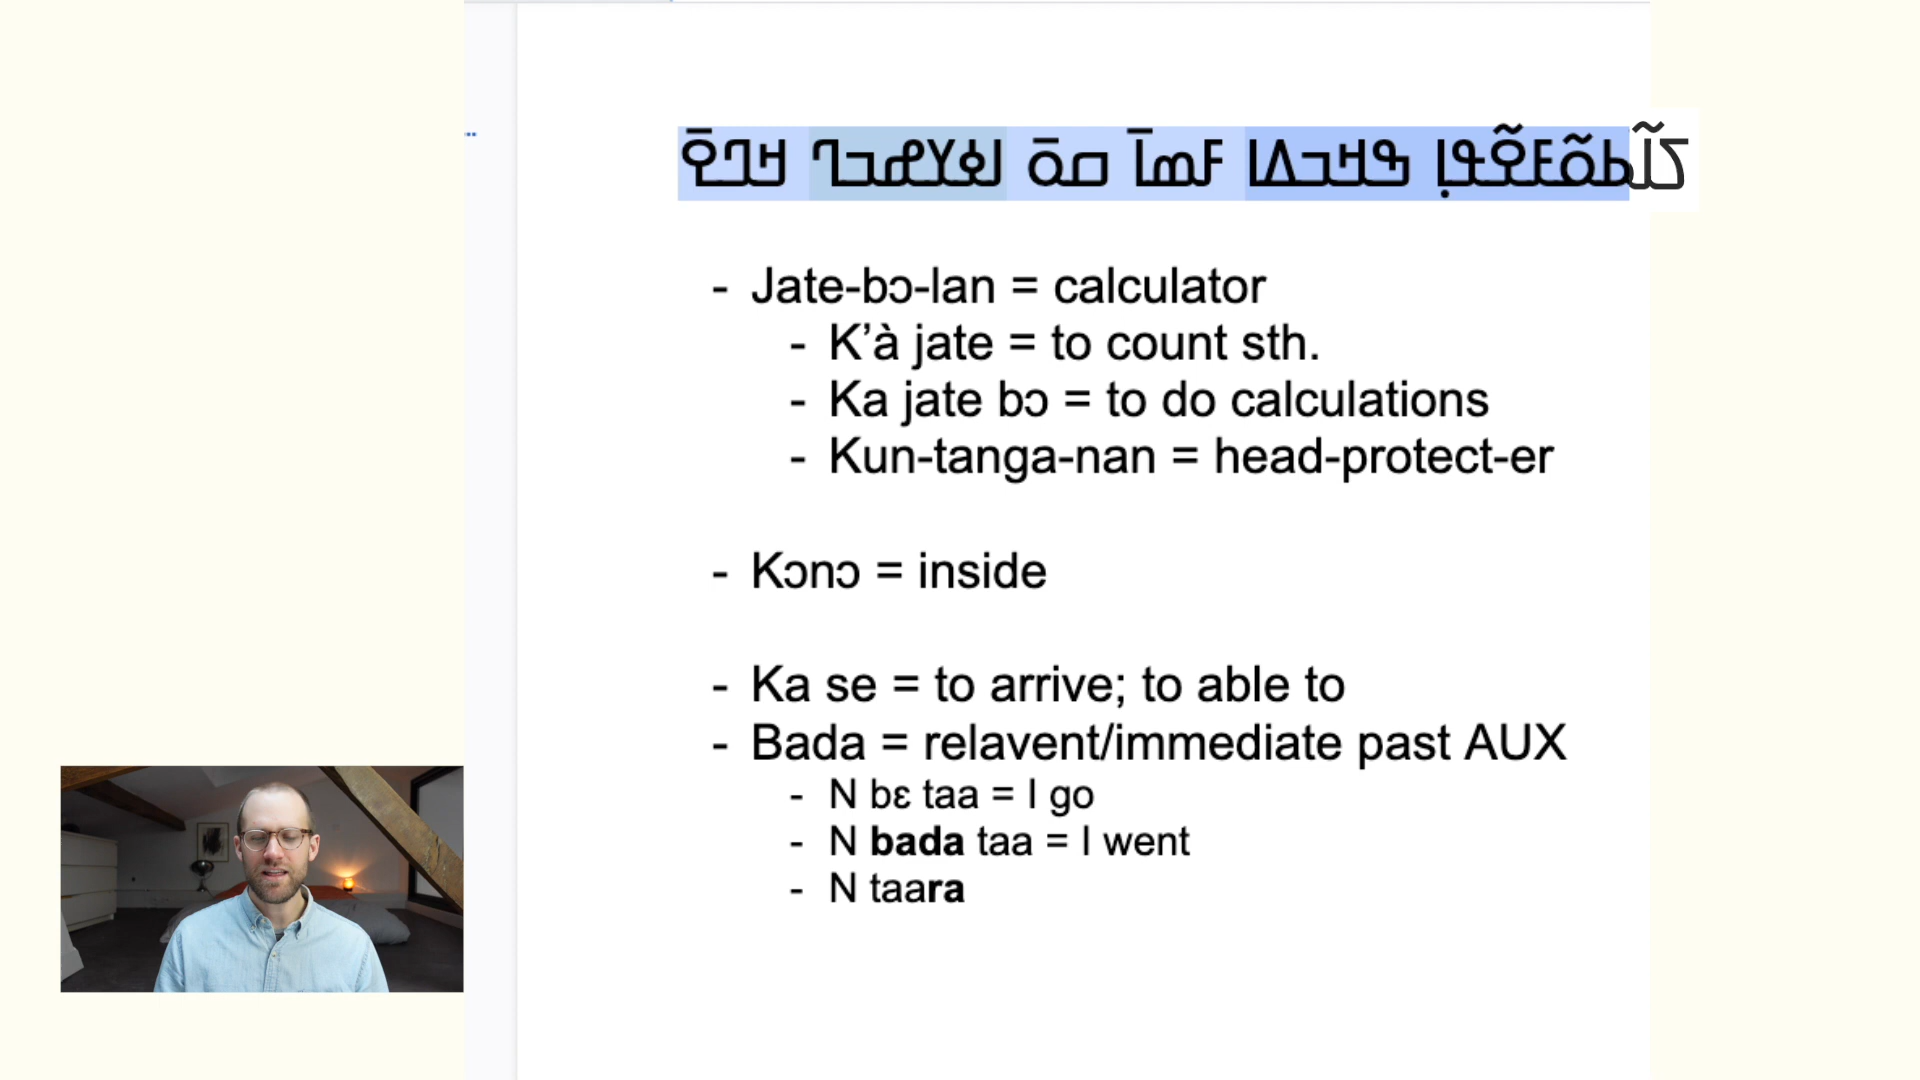 - Jate-bɔ-lan = calculator
- K’à jate = to count sth.
- Ka jate bɔ = to do calculations
- Kun-tanga-nan = head-protect-er
- Kɔnɔ = inside
- Ka se = to arrive; to able to
- Bada = relavent/immediate past AUX
- N bɛ taa = I go
- N bada taa = I went
- N taara